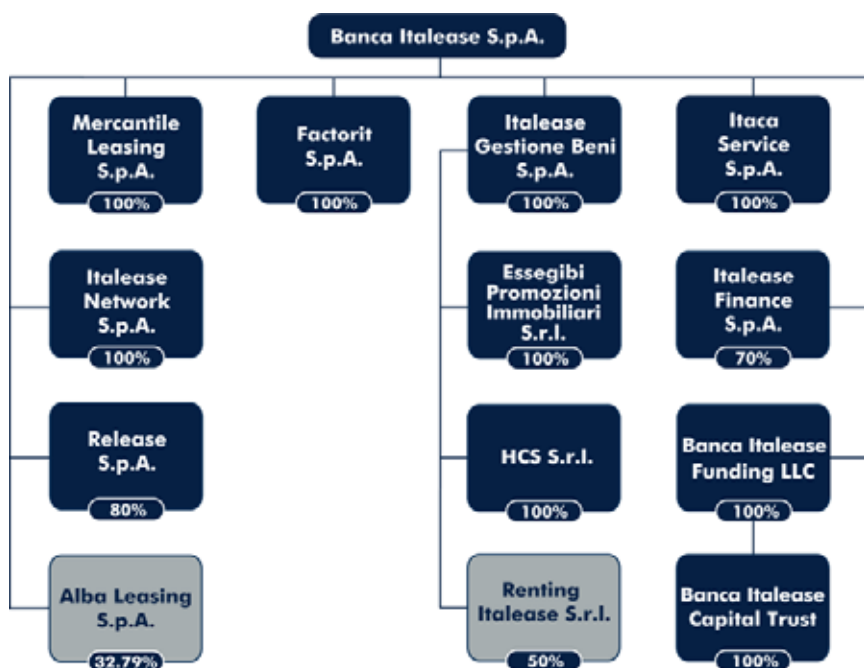 Banca Italease S.p.A.
Mercantile
Leasing
S.p.A.
100%
Factorit
S.p.A.
100%
Italease
Gestione Beni
S.p.A.
100%
Itaca
Service
S.p.A.
100%
Italease
Network
S.p.A.
100%
Essegibi
Promozioni
Immobiliari
S.r.l.
100%
Italease
Finance
S.p.A.
70%
Release
S.p.A.
80%
HCS S.r.l.
100%
Banca Italease
Funding LLC
100%
Alba Leasing
S.p.A.
32.79%
Renting
Italease S.r.l.
50%
Banca Italease
Capital Trust
100%